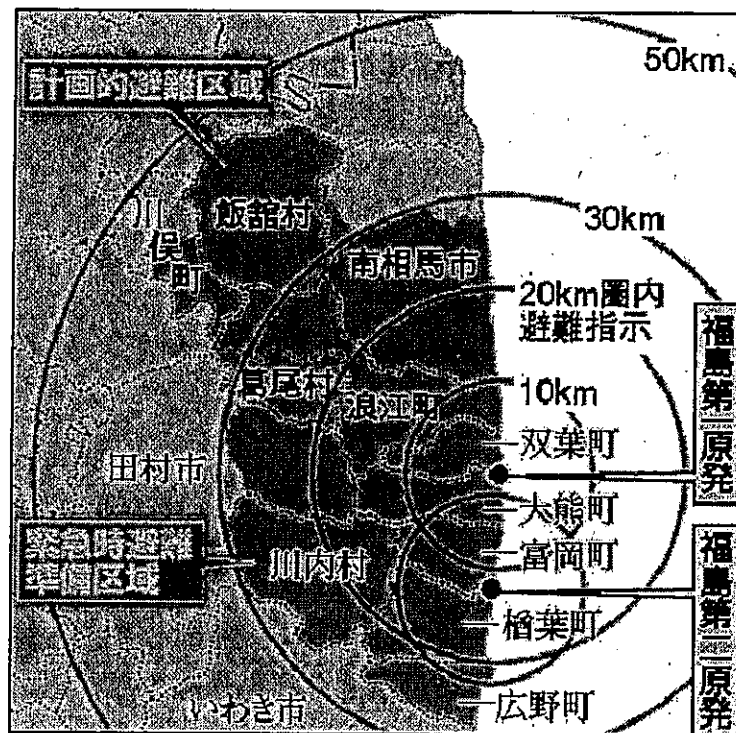 50km
計画的避難区域
飯舘村
30km
川俣町
南相馬市
20km圏内
避難指示
葛尾村
10km
浪江町
双葉町
福島第一原発
田村市
大熊町
緊急時避難
準備区域
富岡町
川内村
福島第二原発
楢葉町
いわき市
広野町